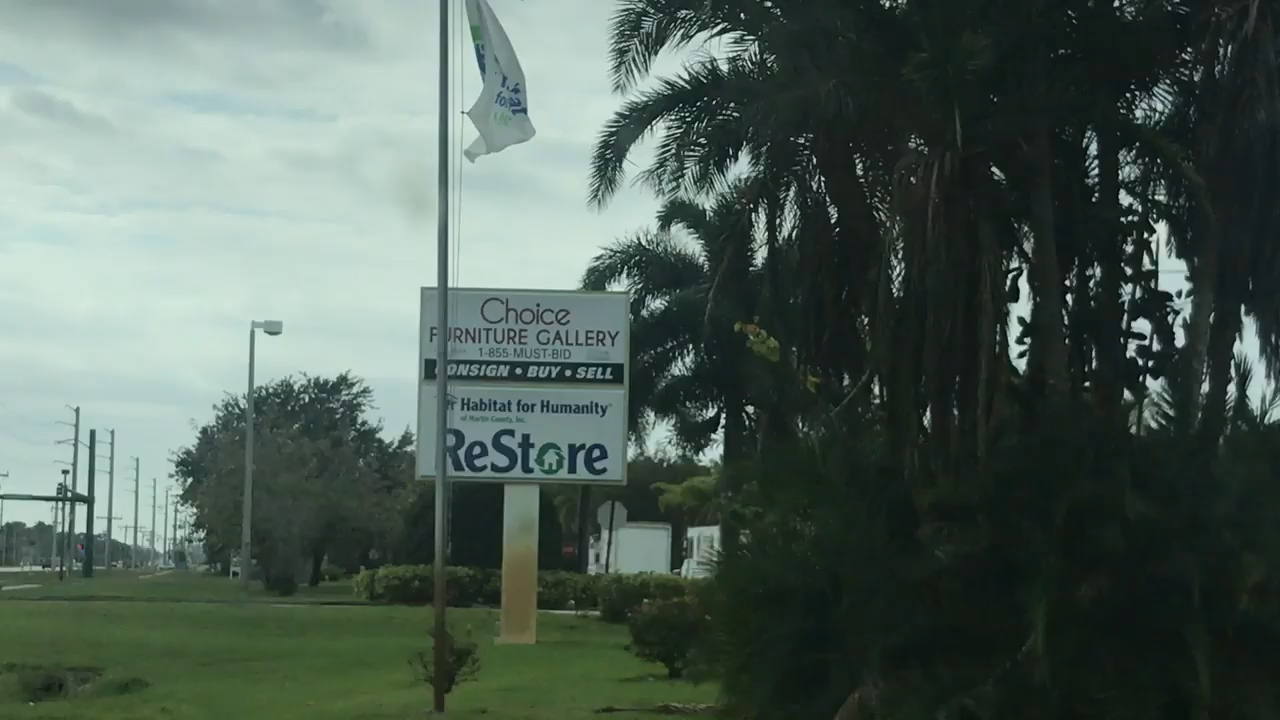 Choice
FURNITURE GALLERY
1-855-MUST-BID
CONSIGN • BUY • SELL
Habitat for Humanity
of Martin County, Inc.
ReStore